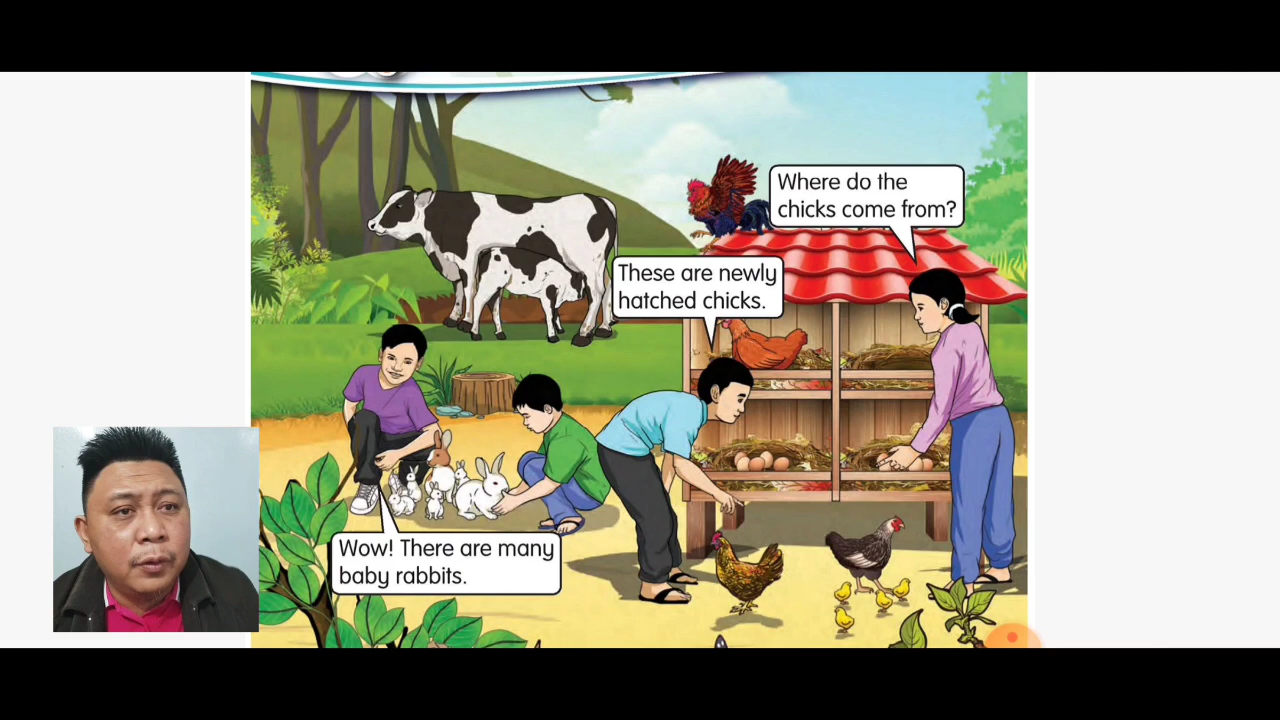 Where do the
chicks come from?
These are newly
hatched chicks.
Wow! There are many
baby rabbits.